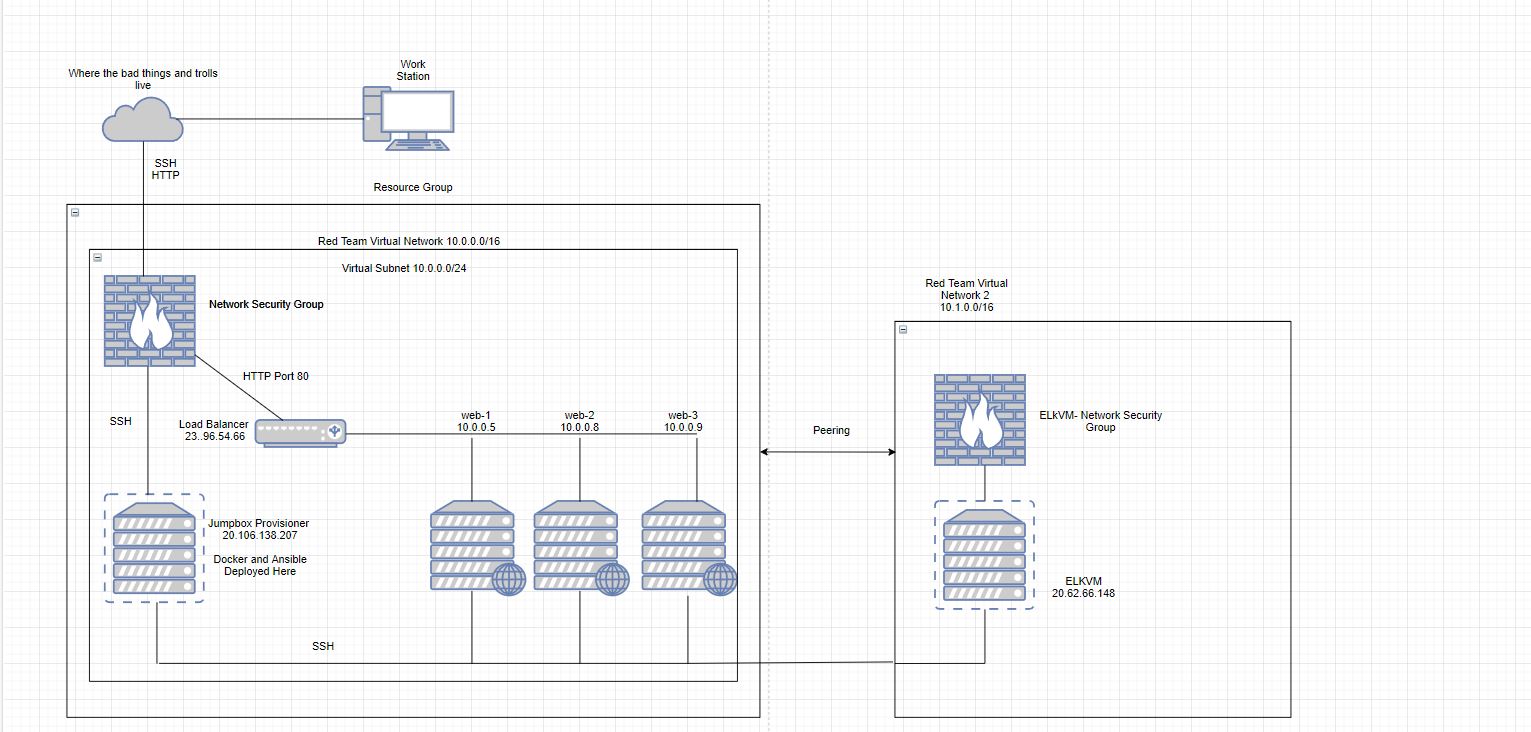 Where the bad things and trolls
live
Work
Station
SSH
HTTP
Resource Group
Red Team Virtual Network 10.0.0.0/16
Virtual Subnet 10.0.0.0/24
Network Security Group
HTTP Port 80
SSH
Load Balancer
23..96.54.66
web-1
10.0.0.5
web-2
10.0.0.8
web-3
10.0.0.9
Jumpbox Provisioner
20.106.138.207
Docker and Ansible
Deployed Here
SSH
Peering
Red Team Virtual
Network 2
10.1.0.0/16
ELkVM- Network Security
Group
ELKVM
20.62.66.148